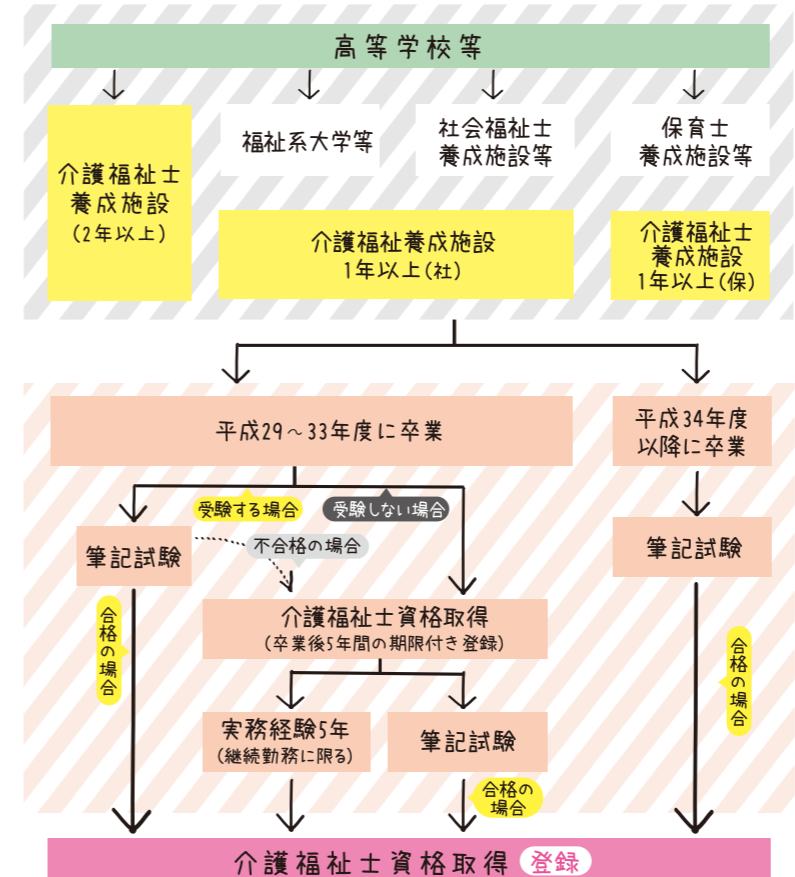 高等学校等
介護福祉士
養成施設
(2年以上)
福祉系大学等
社会福祉士
養成施設等
保育士
養成施設等
介護福祉養成施設
1年以上(社)
介護福祉士
養成施設
1年以上(保)
平成29～33年度に卒業
平成34年度
以降に卒業
受験する場合
受験しない場合
筆記試験
不合格の場合
筆記試験
介護福祉士資格取得
(卒業後5年間の期限付き登録)
合格の場合
合格の場合
実務経験5年
(継続勤務に限る)
筆記試験
合格の
場合
介護福祉士資格取得 登録